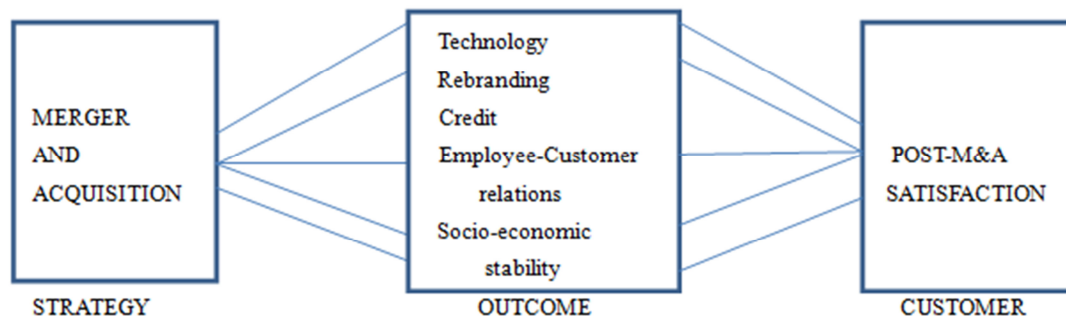 MERGER
AND
ACQUISITION
STRATEGY
Technology
Rebranding
Credit
Employee-Customer
relations
Socio-economic
stability
OUTCOME
POST-M&A
SATISFACTION
CUSTOMER